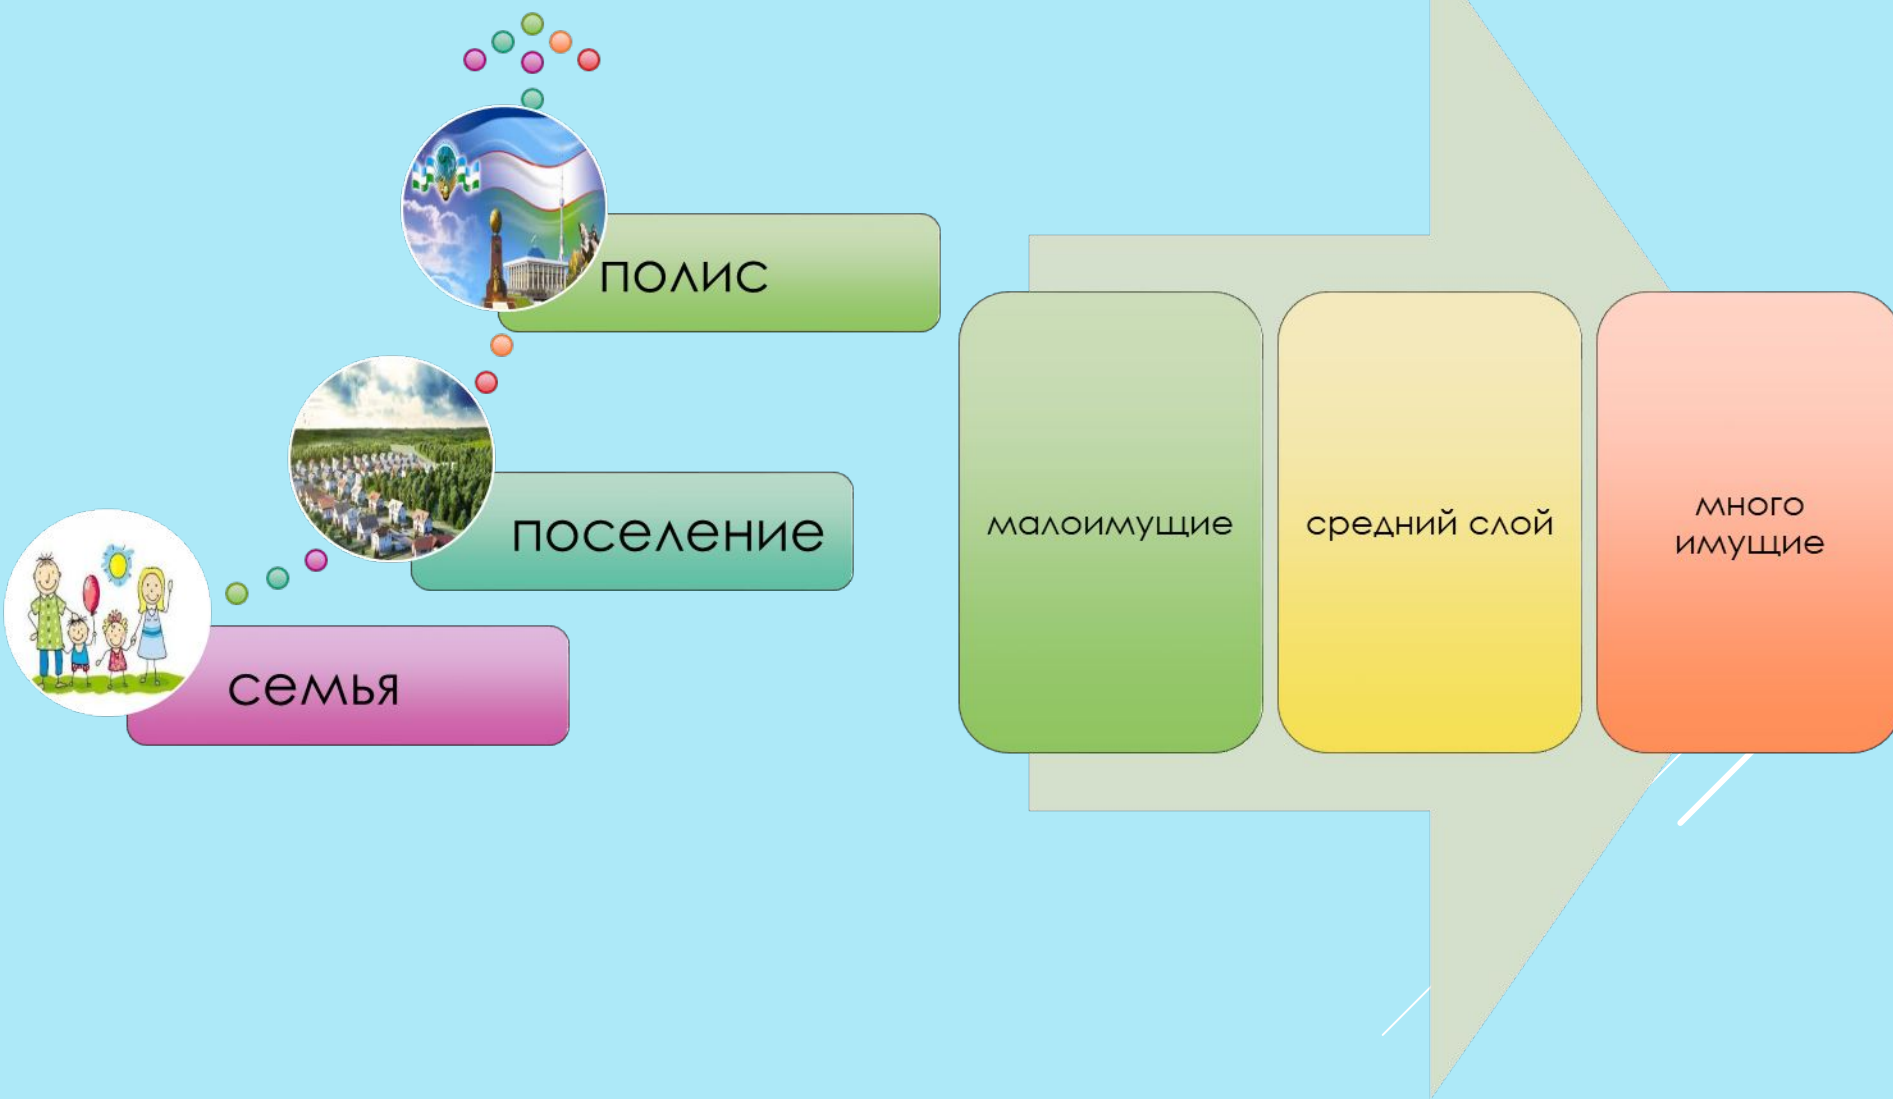 полис
поселение
семья
малоимущие
средний слой
много
имущие